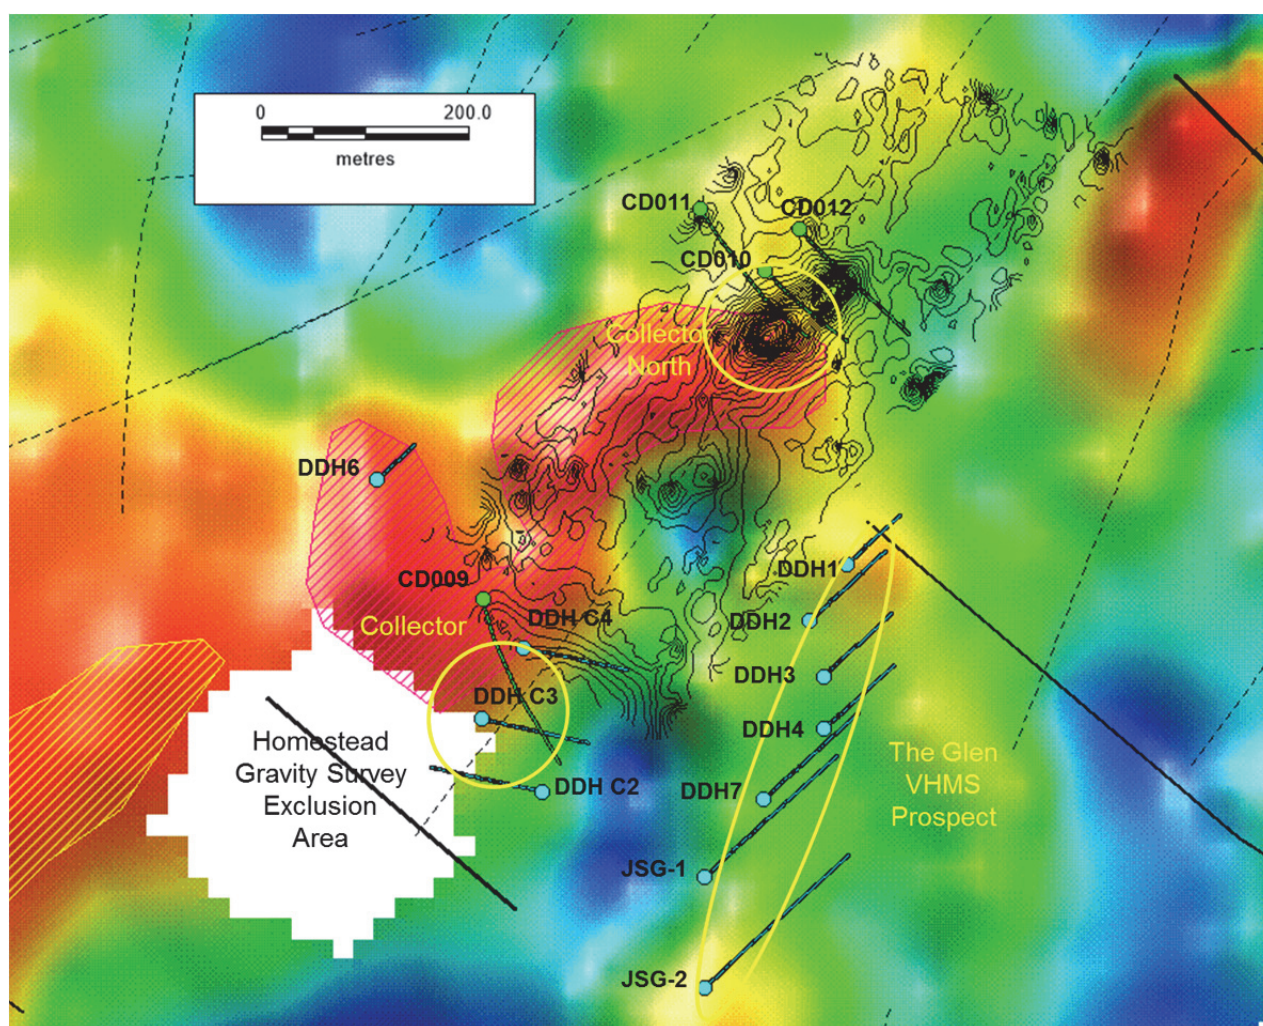 0 200.0
metres
CD011
CD012
CD010
Collector
North
DDH6
CD009
Collector
DDH C4
DDH1
DDH2
DDH3
DDH C3
DDH4
Homestead
Gravity Survey
Exclusion
Area
DDH C2
DDH7
The Glen
VHMS
Prospect
JSG-1
JSG-2